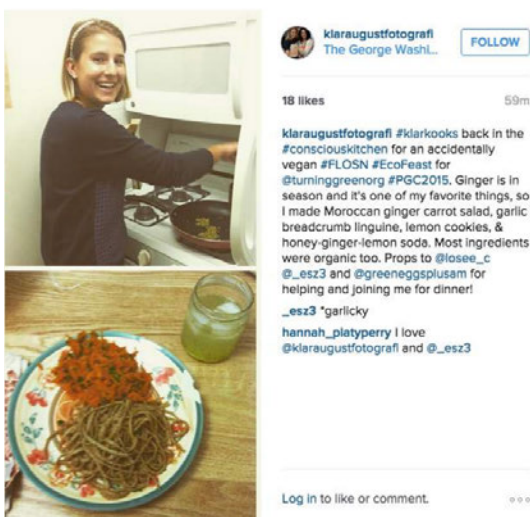 klaraugustfotografi
The George Washi...
FOLLOW
18 likes
59m
klaraugustfotografi #klarkooks back in the
#consciouskitchen for an accidentally
vegan #FLOSN #EcoFeast for
@turninggreenorg #PGC2015. Ginger is in
season and it's one of my favorite things, so
I made Moroccan ginger carrot salad, garlic
breadcrumb linguine, lemon cookies, &
honey-ginger-lemon soda. Most ingredients
were organic too. Props to @losee_c
@_esz3 and @greeneggsplusam for
helping and joining me for dinner!
_esz3 *garlicky
hannah_platyperry I love
@klaraugustfotografi and @_esz3
Log in to like or comment.